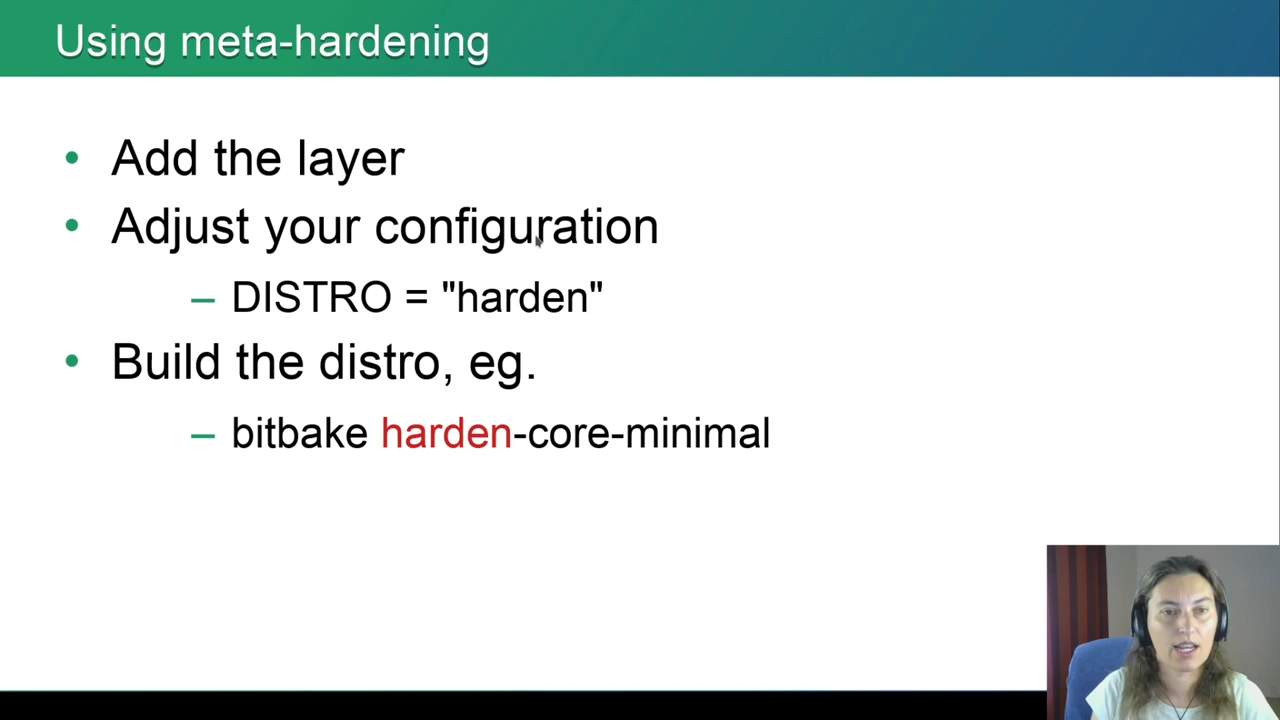 Using meta-hardening
• Add the layer
• Adjust your configuration
– DISTRO = "harden"
• Build the distro, eg.
– bitbake harden-core-minimal